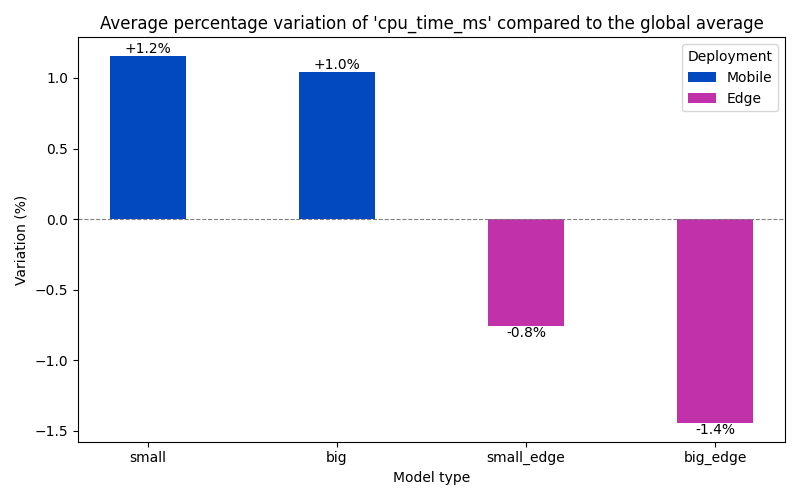 Average percentage variation of 'cpu_time_ms' compared to the global average
+1.2%
+1.0%
-0.8%
-1.4%
Deployment
Mobile
Edge
Variation (%)
1.0
0.5
0.0
−0.5
−1.0
−1.5
small
big
small_edge
big_edge
Model type